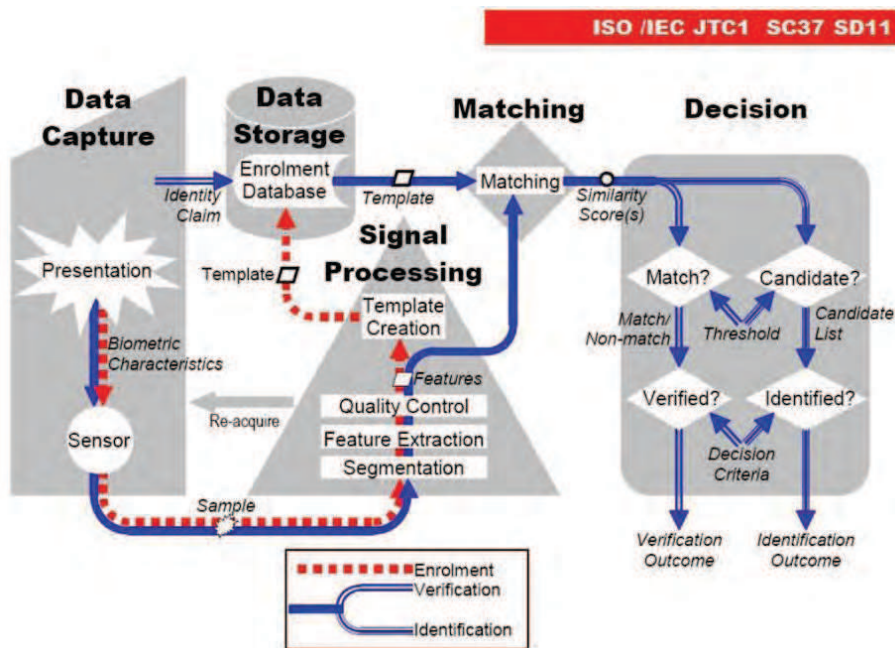 ISO /IEC JTC1 SC37 SD11
Data
Capture
Data
Storage
Matching
Decision
Enrolment
Database
Identity
Claim
Template
Matching
Similarity
Score(s)
Signal
Processing
Presentation
Template
Template
Creation
Match?
Candidate?
Biometric
Characteristics
Match/
Non-match
Threshold
Candidate
List
Features
Re-acquire
Quality Control
Feature Extraction
Segmentation
Verified?
Identified?
Sensor
Decision
Criteria
Sample
Verification
Outcome
Identification
Outcome
Enrolment
Verification
Identification